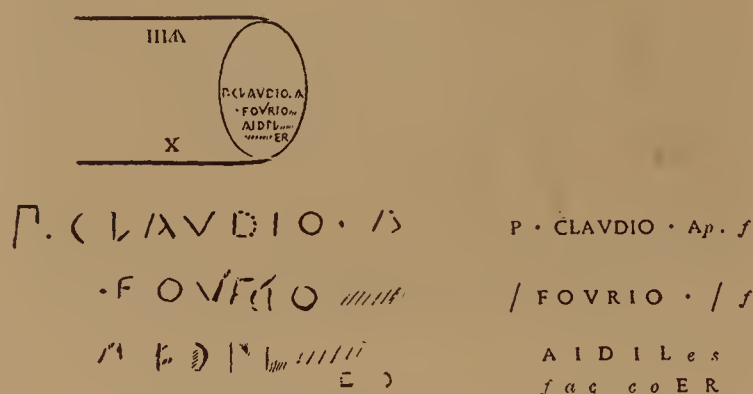 IIIΛ
P·CLAVDIO·A
·FOVRIO
AIDIL
ER
X
P. CLAVDIO · A
·FOVRIO
P · CLAVDIO · Ap. f
/ FOVRIO · / f
A I D I L e s
f a c c o E R